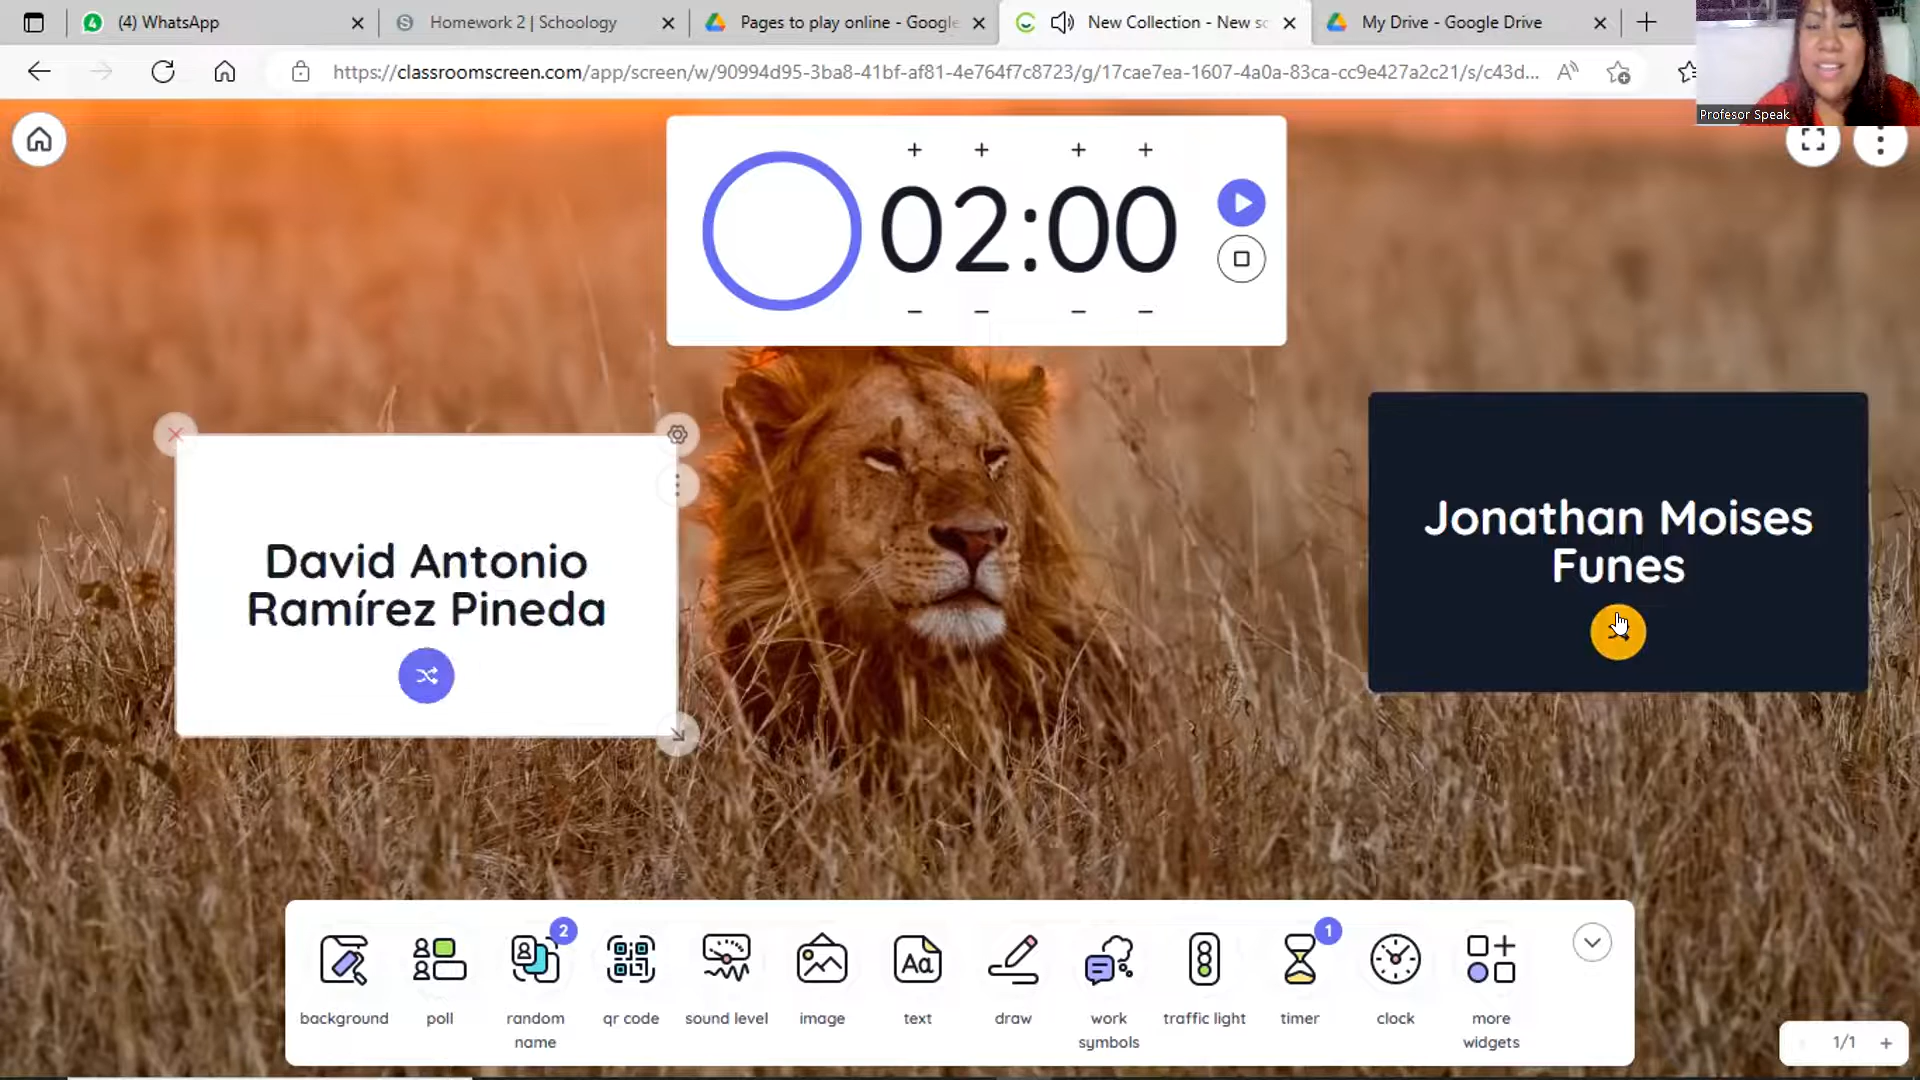 (4) WhatsApp
Homework 2 | Schoology
Pages to play online - Google
New Collection - New sc
My Drive - Google Drive
https://classroomscreen.com/app/screen/w/90994d95-3ba8-41bf-af81-4e764f7c8723/g/17cae7ea-1607-4a0a-83ca-cc9e427a2c21/s/c43d...
Profesor Speak
02:00
David Antonio
Ramírez Pineda
Jonathan Moises
Funes
2
1
background
poll
random
name
qr code
sound level
image
Aa
text
draw
work
symbols
traffic light
timer
clock
more
widgets
1/1